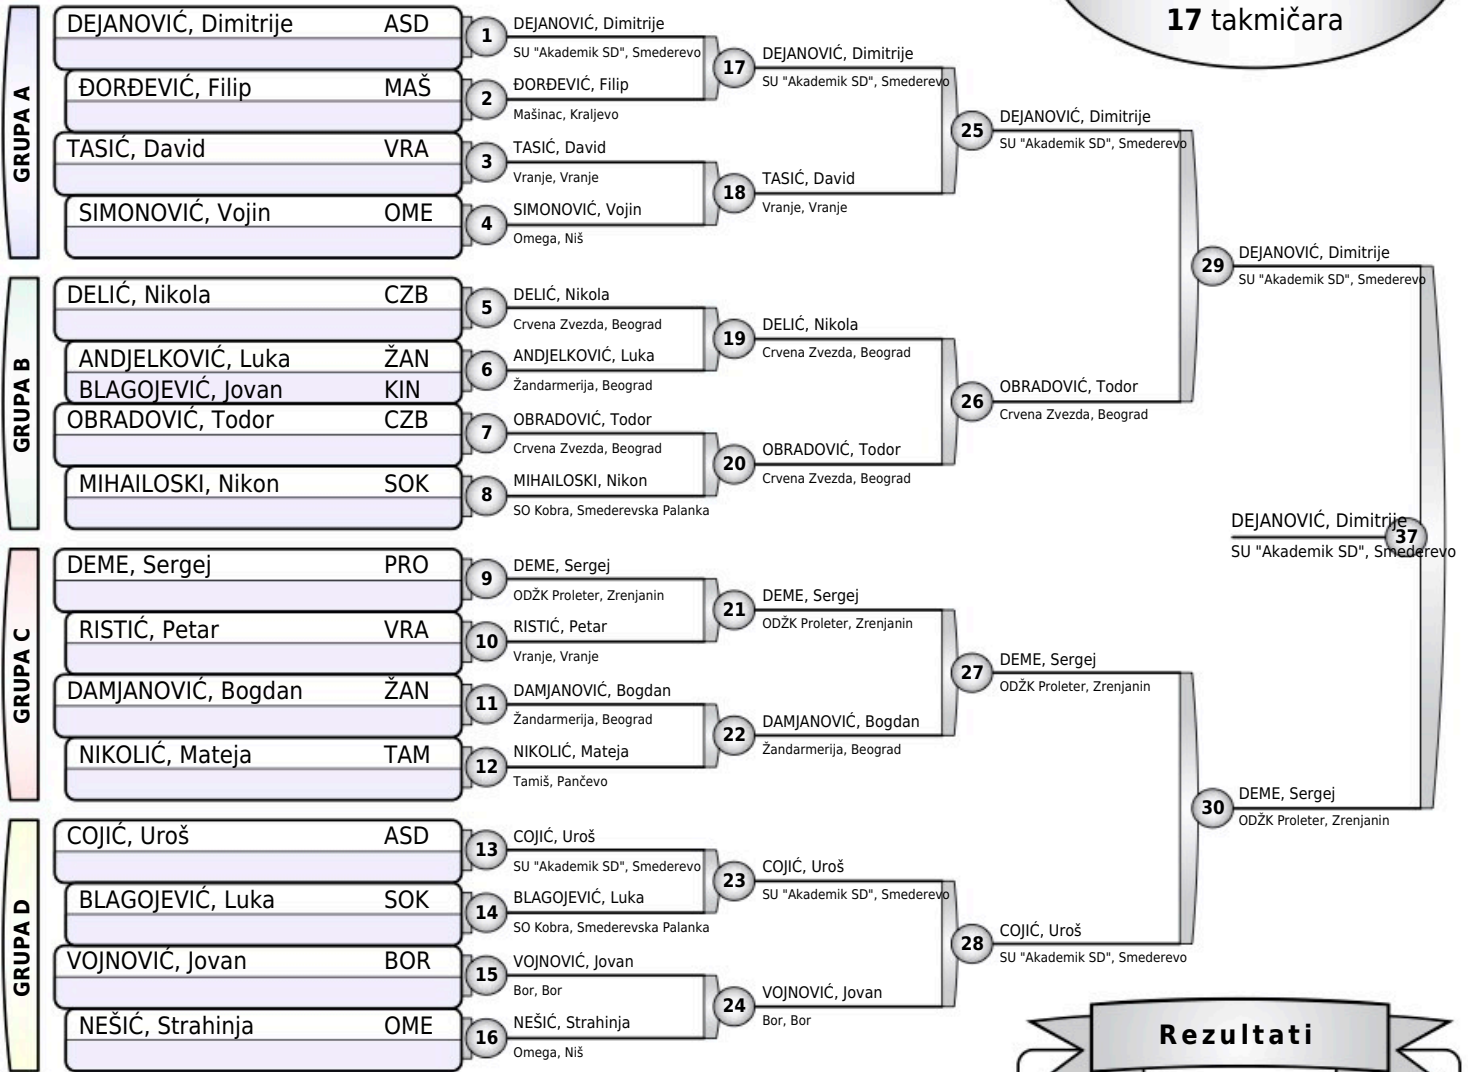 17 takmičara
GRUPA A
DEJANOVIĆ, Dimitrije ASD
ĐORĐEVIĆ, Filip MAŠ
TASIĆ, David VRA
SIMONOVIĆ, Vojin OME
GRUPA B
DELIĆ, Nikola CZB
ANDJELKOVIĆ, Luka ŽAN
BLAGOJEVIĆ, Jovan KIN
OBRADOVIĆ, Todor CZB
MIHAILOSKI, Nikon SOK
GRUPA C
DEME, Sergej PRO
RISTIĆ, Petar VRA
DAMJANOVIĆ, Bogdan ŽAN
NIKOLIĆ, Mateja TAM
GRUPA D
COJIĆ, Uroš ASD
BLAGOJEVIĆ, Luka SOK
VOJNOVIĆ, Jovan BOR
NEŠIĆ, Strahinja OME
1
DEJANOVIĆ, Dimitrije
SU "Akademik SD", Smederevo
2
ĐORĐEVIĆ, Filip
Mašinac, Kraljevo
3
TASIĆ, David
Vranje, Vranje
4
SIMONOVIĆ, Vojin
Omega, Niš
5
DELIĆ, Nikola
Crvena Zvezda, Beograd
6
ANDJELKOVIĆ, Luka
Žandarmerija, Beograd
7
OBRADOVIĆ, Todor
Crvena Zvezda, Beograd
8
MIHAILOSKI, Nikon
SO Kobra, Smederevska Palanka
9
DEME, Sergej
ODŽK Proleter, Zrenjanin
10
RISTIĆ, Petar
Vranje, Vranje
11
DAMJANOVIĆ, Bogdan
Žandarmerija, Beograd
12
NIKOLIĆ, Mateja
Tamiš, Pančevo
13
COJIĆ, Uroš
SU "Akademik SD", Smederevo
14
BLAGOJEVIĆ, Luka
SO Kobra, Smederevska Palanka
15
VOJNOVIĆ, Jovan
Bor, Bor
16
NEŠIĆ, Strahinja
Omega, Niš
17
DEJANOVIĆ, Dimitrije
SU "Akademik SD", Smederevo
18
TASIĆ, David
Vranje, Vranje
19
DELIĆ, Nikola
Crvena Zvezda, Beograd
20
OBRADOVIĆ, Todor
Crvena Zvezda, Beograd
21
DEME, Sergej
ODŽK Proleter, Zrenjanin
22
DAMJANOVIĆ, Bogdan
Žandarmerija, Beograd
23
COJIĆ, Uroš
SU "Akademik SD", Smederevo
24
VOJNOVIĆ, Jovan
Bor, Bor
25
DEJANOVIĆ, Dimitrije
SU "Akademik SD", Smederevo
26
OBRADOVIĆ, Todor
Crvena Zvezda, Beograd
27
DEME, Sergej
ODŽK Proleter, Zrenjanin
28
COJIĆ, Uroš
SU "Akademik SD", Smederevo
29
DEJANOVIĆ, Dimitrije
SU "Akademik SD", Smederevo
30
DEME, Sergej
ODŽK Proleter, Zrenjanin
DEJANOVIĆ, Dimitrije
37
SU "Akademik SD", Smederevo
Rezultati